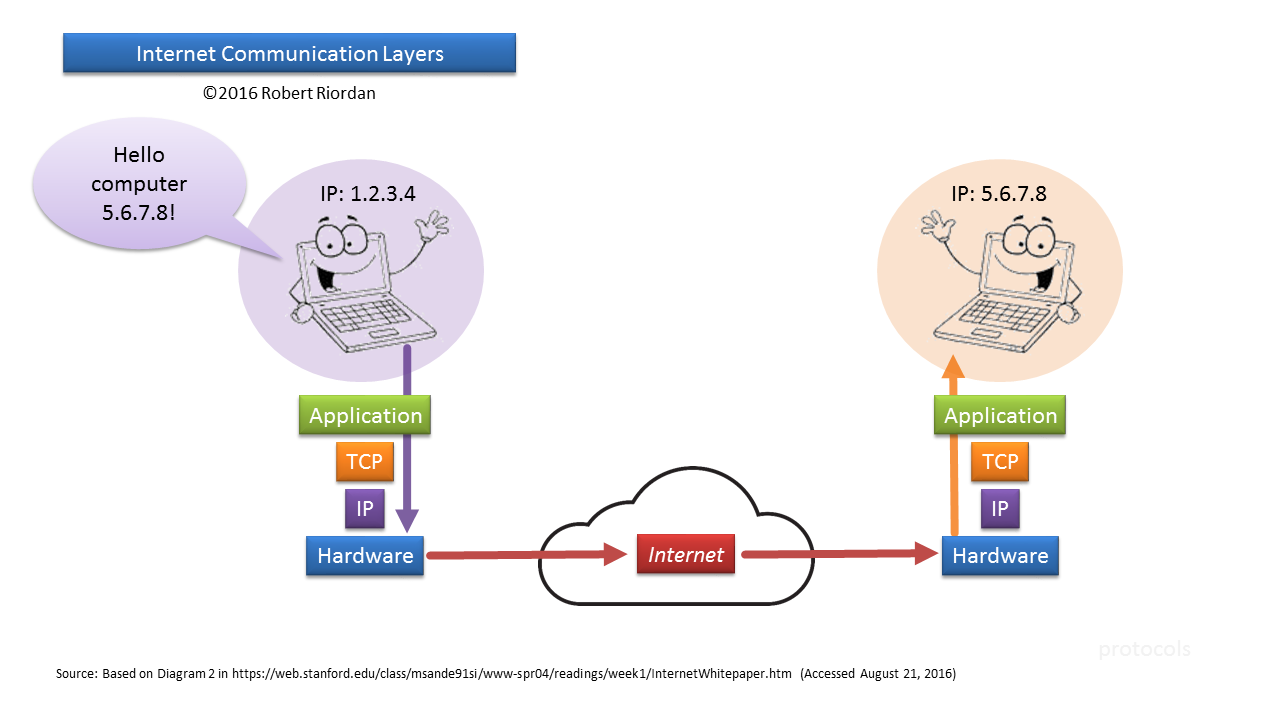 Internet Communication Layers
©2016 Robert Riordan
Hello
computer
5.6.7.8!
IP: 1.2.3.4
IP: 5.6.7.8
Application
TCP
IP
Hardware
Internet
Application
TCP
IP
Hardware
protocols
Source: Based on Diagram 2 in https://web.stanford.edu/class/msande91si/www-spr04/readings/week1/InternetWhitepaper.htm (Accessed August 21, 2016)